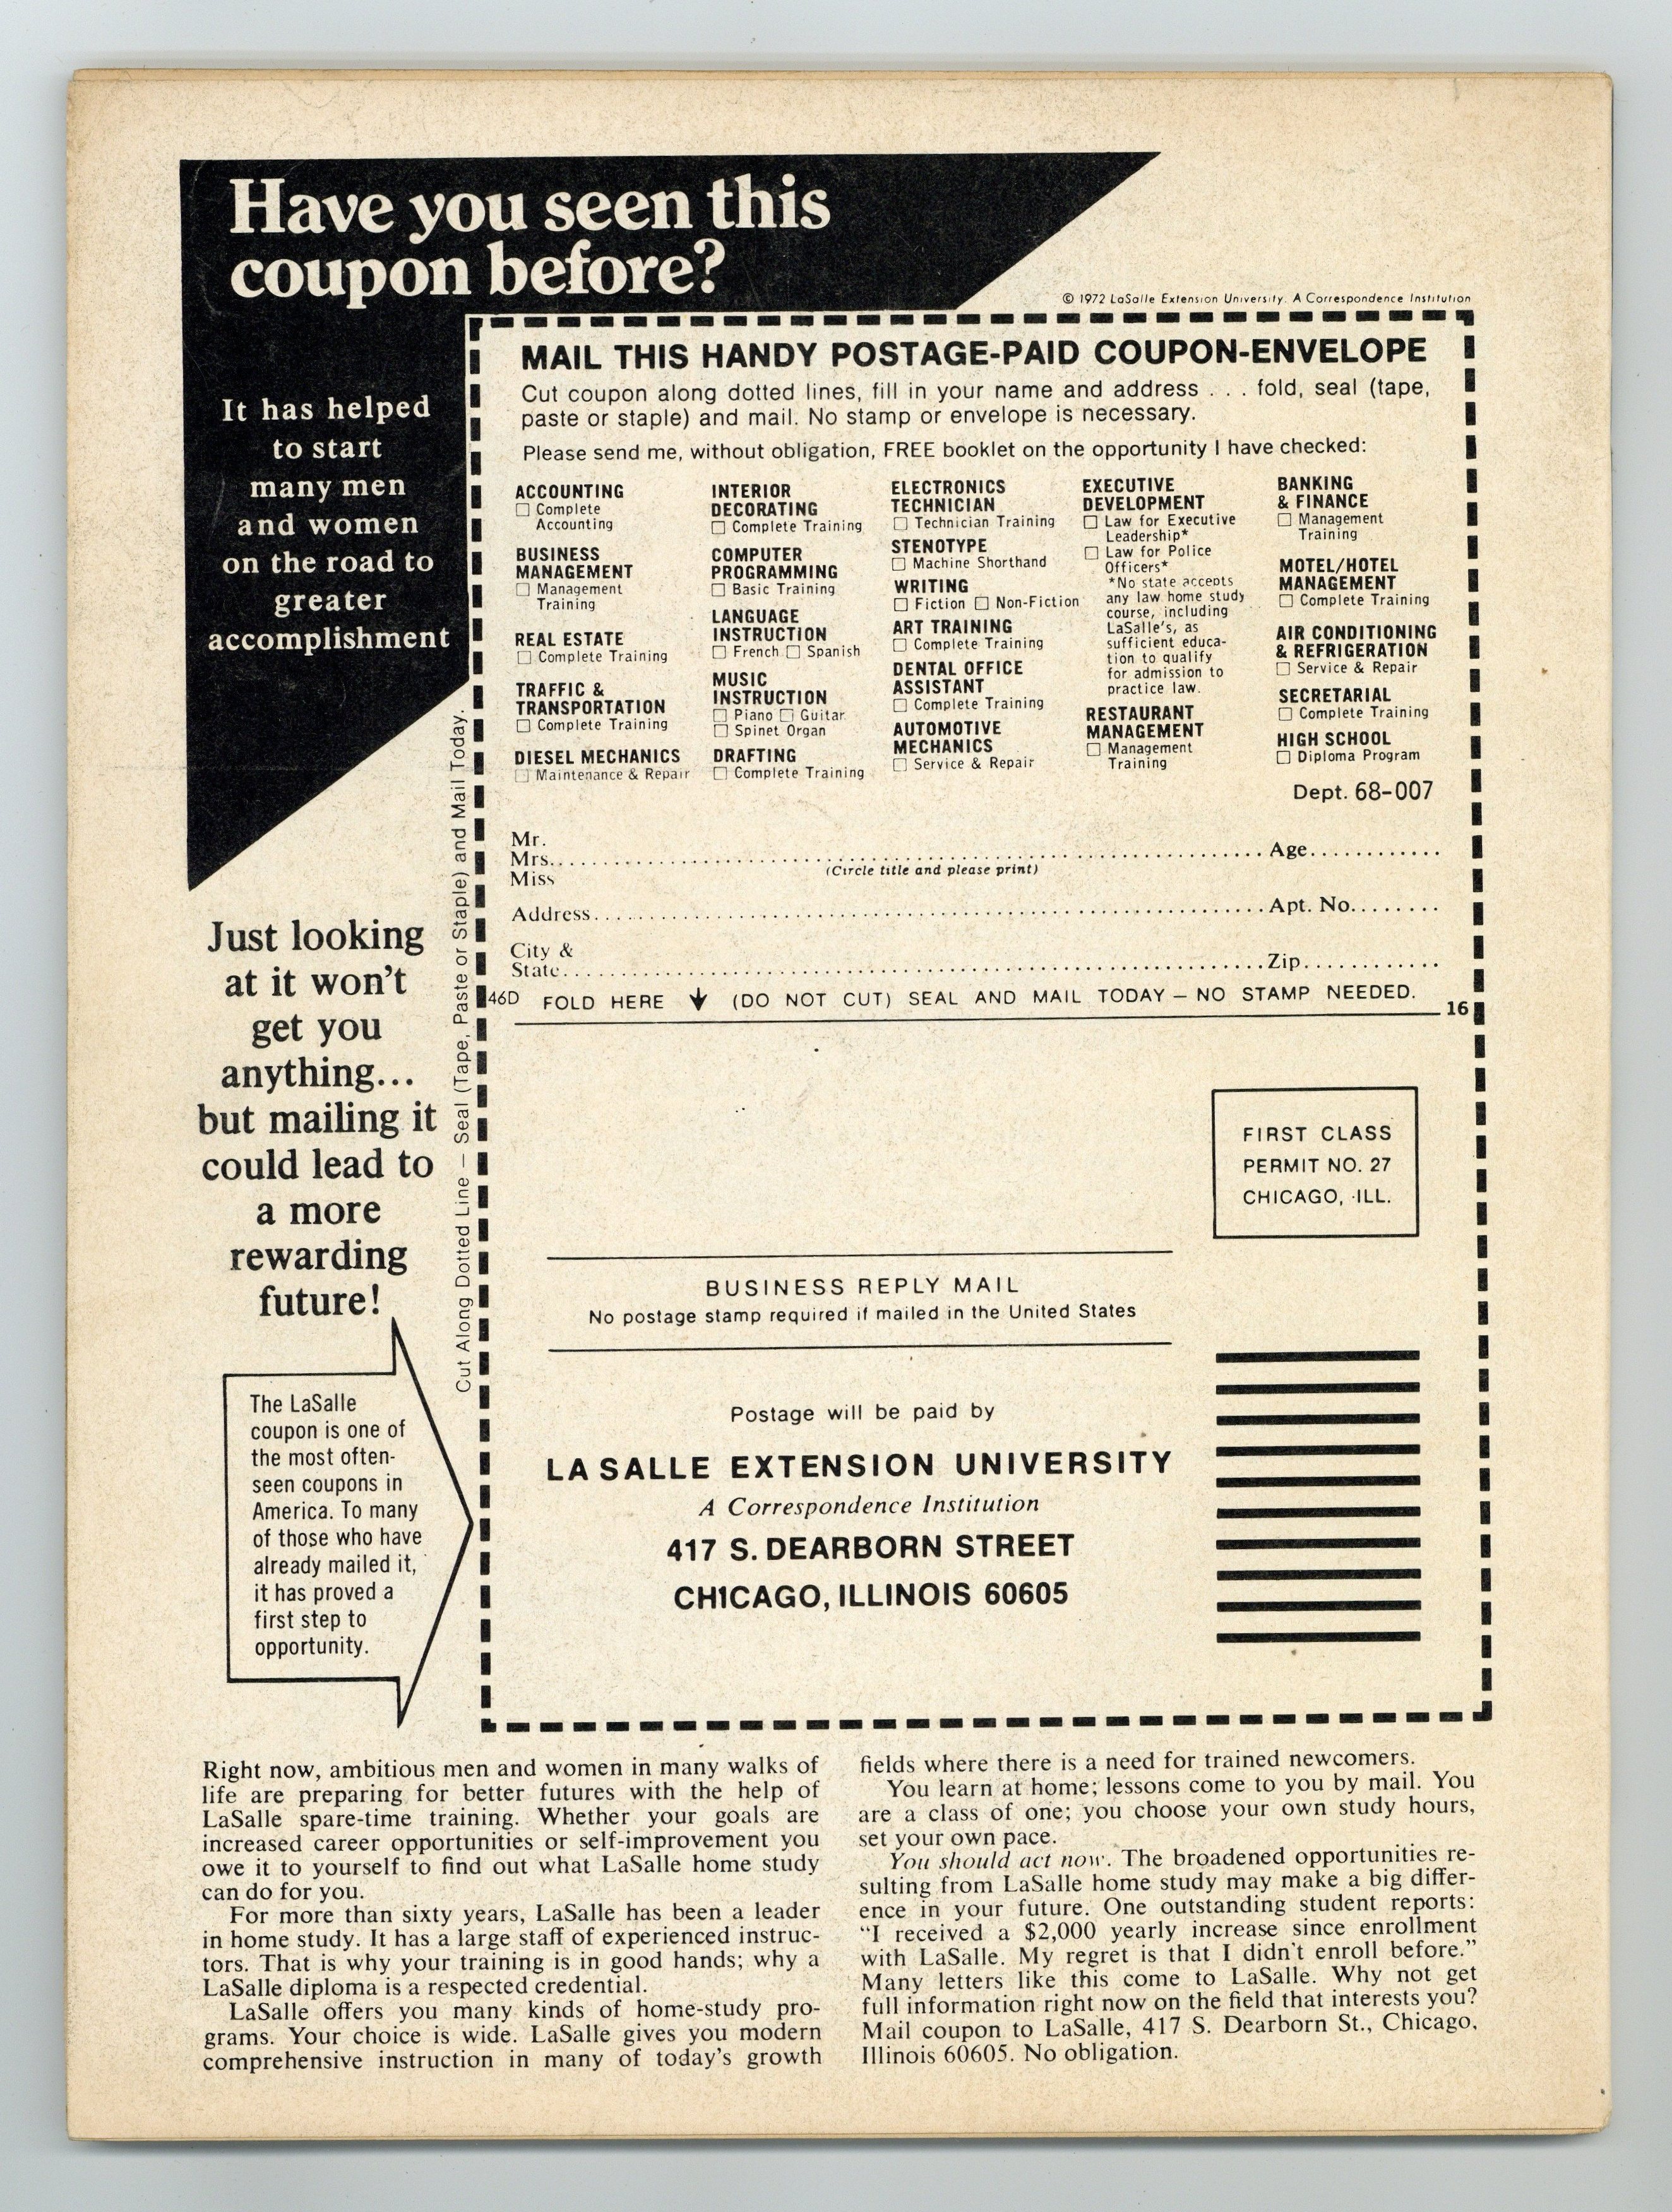 Have you seen this
coupon before?
© 1972 LaSalle Extension University. A Correspondence Institution
It has helped
to start
many men
and women
on the road to
greater
accomplishment
Just looking
at it won't
get you
anything...
but mailing it
could lead to
a more
rewarding
future!
The LaSalle
coupon is one of
the most often-
seen coupons in
America. To many
of those who have
already mailed it,
it has proved a
first step to
opportunity.
Cut Along Dotted Line — Seal (Tape, Paste or Staple) and Mail Today.
MAIL THIS HANDY POSTAGE-PAID COUPON-ENVELOPE
Cut coupon along dotted lines, fill in your name and address . . . fold, seal (tape,
paste or staple) and mail. No stamp or envelope is necessary.
Please send me, without obligation, FREE booklet on the opportunity I have checked:
ACCOUNTING
☐ Complete
Accounting
BUSINESS
MANAGEMENT
☐ Management
Training
REAL ESTATE
☐ Complete Training
TRAFFIC &
TRANSPORTATION
☐ Complete Training
DIESEL MECHANICS
☐ Maintenance & Repair
INTERIOR
DECORATING
☐ Complete Training
COMPUTER
PROGRAMMING
☐ Basic Training
LANGUAGE
INSTRUCTION
☐ French ☐ Spanish
MUSIC
INSTRUCTION
☐ Piano ☐ Guitar
☐ Spinet Organ
DRAFTING
☐ Complete Training
ELECTRONICS
TECHNICIAN
☐ Technician Training
STENOTYPE
☐ Machine Shorthand
WRITING
☐ Fiction ☐ Non-Fiction
ART TRAINING
☐ Complete Training
DENTAL OFFICE
ASSISTANT
☐ Complete Training
AUTOMOTIVE
MECHANICS
☐ Service & Repair
EXECUTIVE
DEVELOPMENT
☐ Law for Executive
Leadership*
☐ Law for Police
Officers*
*No state accepts
any law home study
course, including
LaSalle's, as
sufficient educa-
tion to qualify
for admission to
practice law.
RESTAURANT
MANAGEMENT
☐ Management
Training
BANKING
& FINANCE
☐ Management
Training
MOTEL/HOTEL
MANAGEMENT
☐ Complete Training
AIR CONDITIONING
& REFRIGERATION
☐ Service & Repair
SECRETARIAL
☐ Complete Training
HIGH SCHOOL
☐ Diploma Program
Dept. 68-007
Mr.
Mrs. Age
(Circle title and please print)
Miss
Address Apt. No.
City &
State Zip
46D FOLD HERE ↓ (DO NOT CUT) SEAL AND MAIL TODAY — NO STAMP NEEDED. 16
FIRST CLASS
PERMIT NO. 27
CHICAGO, ILL.
BUSINESS REPLY MAIL
No postage stamp required if mailed in the United States
Postage will be paid by
LA SALLE EXTENSION UNIVERSITY
A Correspondence Institution
417 S. DEARBORN STREET
CHICAGO, ILLINOIS 60605
Right now, ambitious men and women in many walks of
life are preparing for better futures with the help of
LaSalle spare-time training. Whether your goals are
increased career opportunities or self-improvement you
owe it to yourself to find out what LaSalle home study
can do for you.
For more than sixty years, LaSalle has been a leader
in home study. It has a large staff of experienced instruc-
tors. That is why your training is in good hands; why a
LaSalle diploma is a respected credential.
LaSalle offers you many kinds of home-study pro-
grams. Your choice is wide. LaSalle gives you modern
comprehensive instruction in many of today's growth
fields where there is a need for trained newcomers.
You learn at home; lessons come to you by mail. You
are a class of one; you choose your own study hours,
set your own pace.
You should act now. The broadened opportunities re-
sulting from LaSalle home study may make a big differ-
ence in your future. One outstanding student reports:
“I received a $2,000 yearly increase since enrollment
with LaSalle. My regret is that I didn't enroll before.”
Many letters like this come to LaSalle. Why not get
full information right now on the field that interests you?
Mail coupon to LaSalle, 417 S. Dearborn St., Chicago,
Illinois 60605. No obligation.